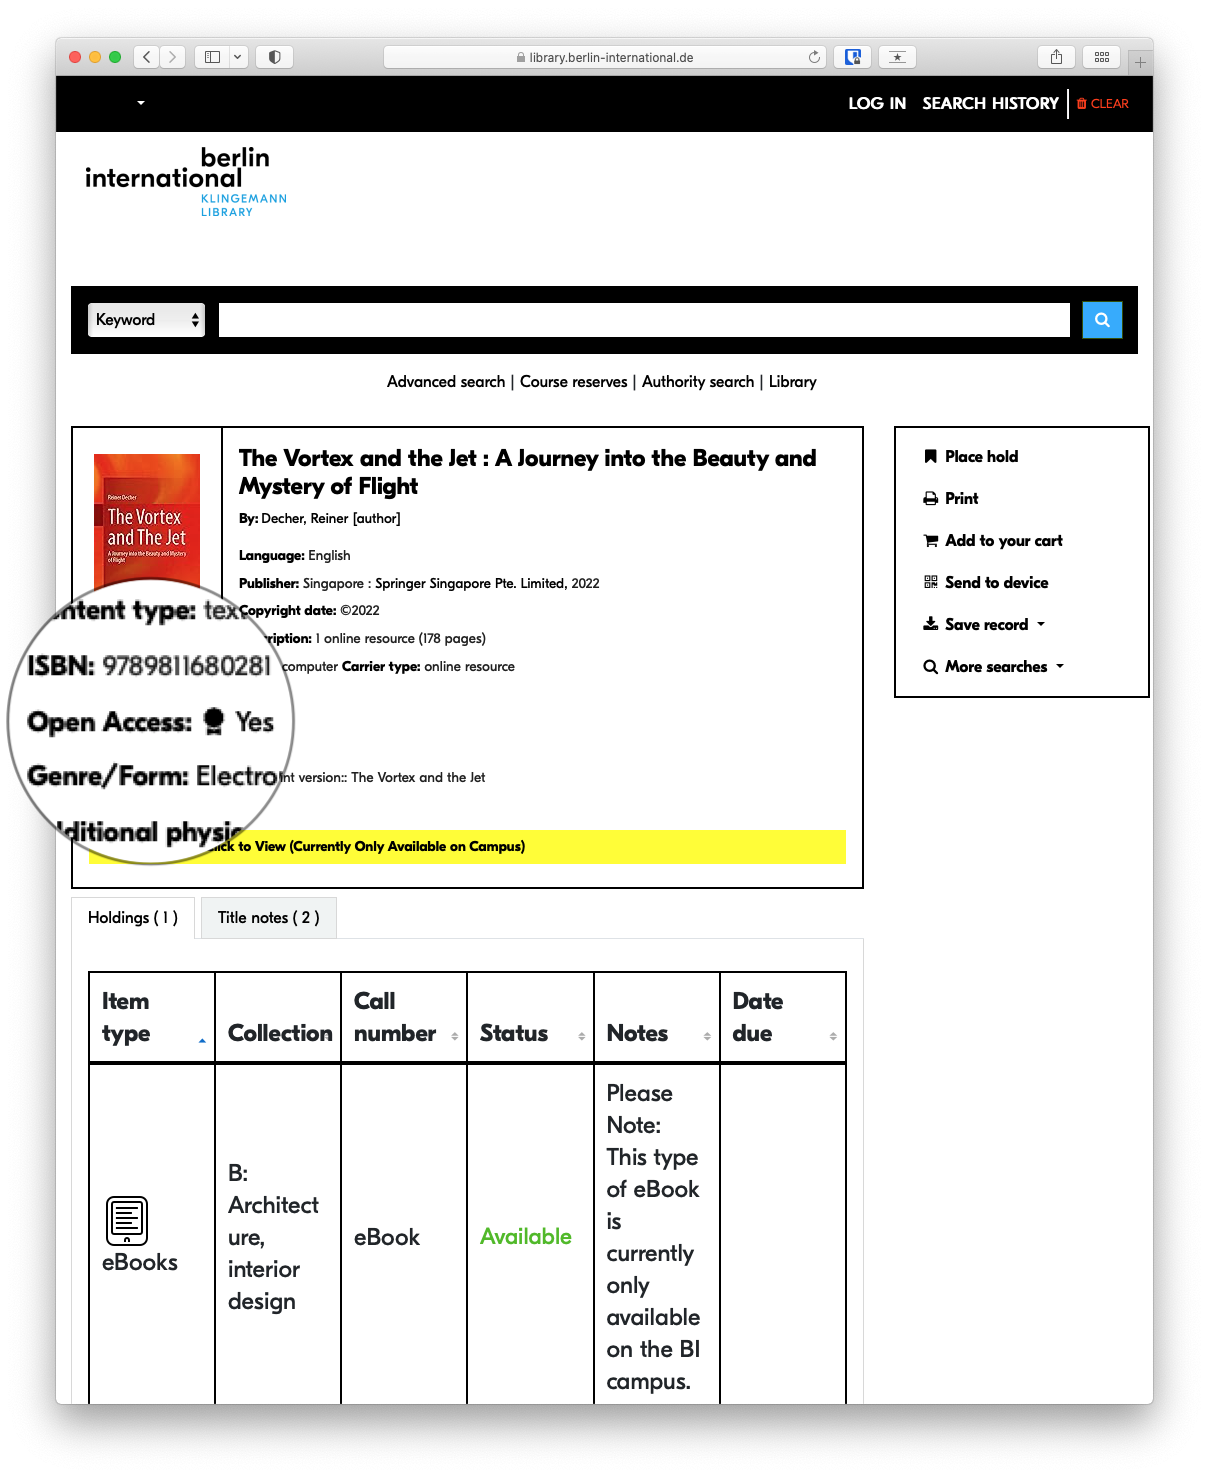 library.berlin-international.de
LOG IN SEARCH HISTORY CLEAR
berlin
international
KLINGEMANN
LIBRARY
Keyword
Advanced search | Course reserves | Authority search | Library
Reiner Decher
The Vortex
and The Jet
A Journey into the Beauty and Mystery
of Flight
The Vortex and the Jet : A Journey into the Beauty and
Mystery of Flight
By: Decher, Reiner [author]
Language: English
Publisher: Singapore : Springer Singapore Pte. Limited, 2022
Copyright date: ©2022
ription: 1 online resource (178 pages)
computer Carrier type: online resource
ntent type: tex
ISBN: 9789811680281
Open Access: Yes
Genre/Form: Electro
ditional physic
nt version:: The Vortex and the Jet
ick to View (Currently Only Available on Campus)
Place hold
Print
Add to your cart
Send to device
Save record
More searches
Holdings ( 1 )
Title notes ( 2 )
Item
type
Collection
Call
number
Status
Notes
Date
due
eBooks
B:
Architect
ure,
interior
design
eBook
Available
Please
Note:
This type
of eBook
is
currently
only
available
on the BI
campus.